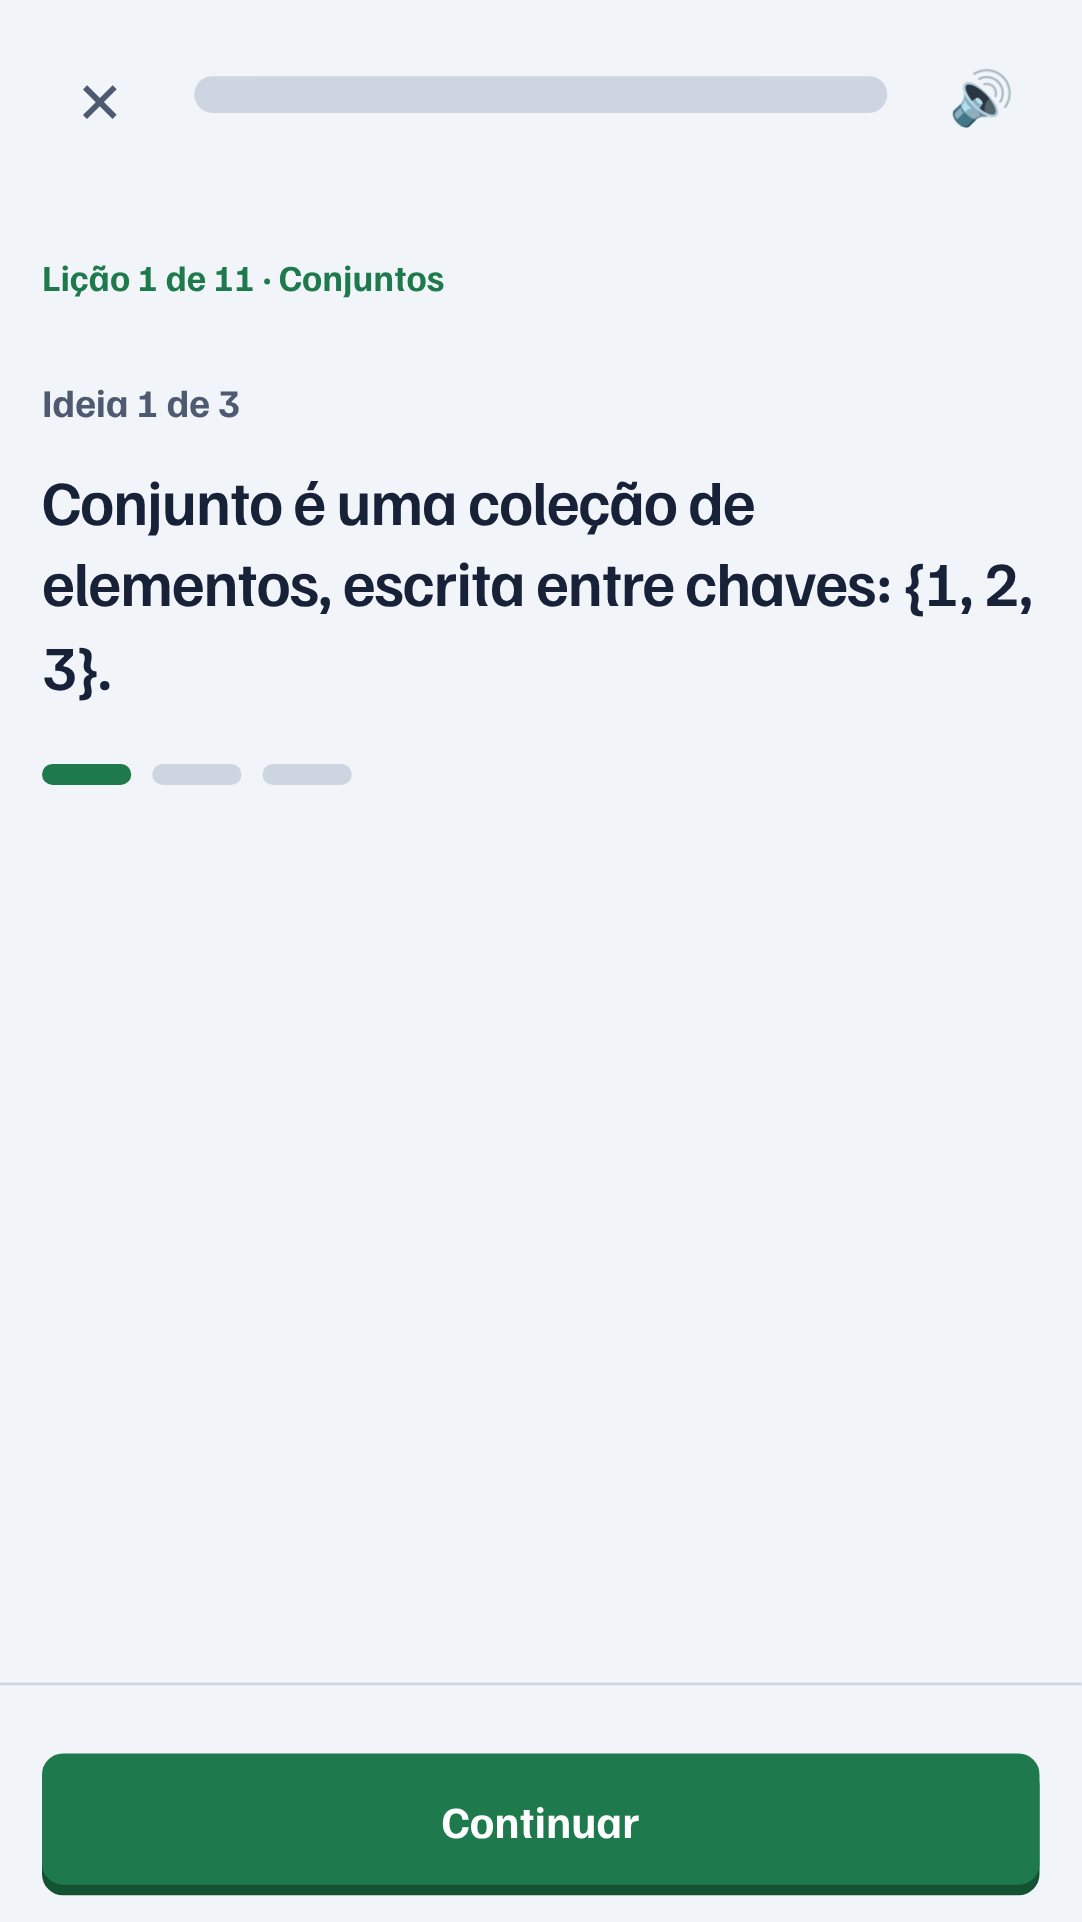 Lição 1 de 11 · Conjuntos
Ideia 1 de 3
Conjunto é uma coleção de
elementos, escrita entre chaves: {1, 2,
3}.
Continuar